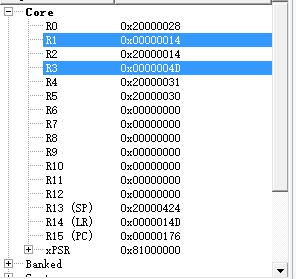 Core
R0 0x20000028
R1 0x00000014
R2 0x20000014
R3 0x0000004D
R4 0x20000031
R5 0x20000030
R6 0x00000000
R7 0x00000000
R8 0x00000000
R9 0x00000000
R10 0x00000000
R11 0x00000000
R12 0x00000000
R13 (SP) 0x20000424
R14 (LR) 0x0000014D
R15 (PC) 0x00000176
xPSR 0x81000000
Banked